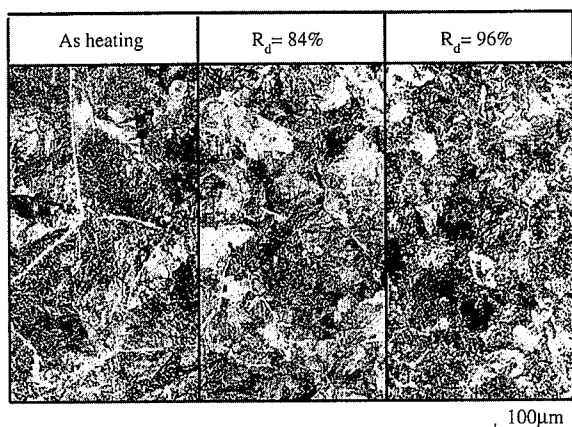 As heating
R_d= 84%
R_d= 96%
100μm